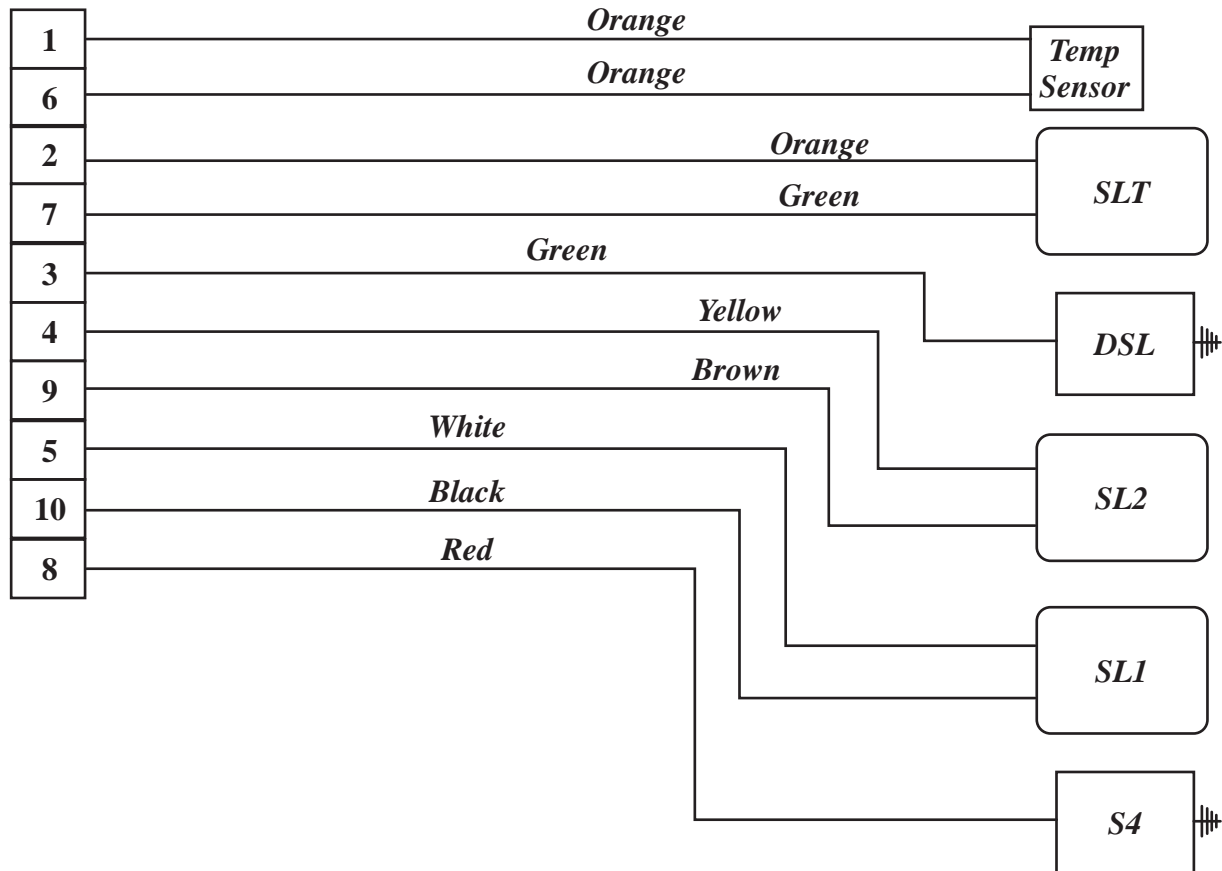 1
Orange
Temp
Sensor
6
Orange
2
Orange
SLT
7
Green
3
Green
DSL
4
Yellow
9
Brown
SL2
5
White
10
Black
SL1
8
Red
S4